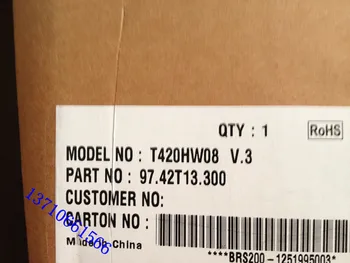 QTY : 1 RoHS
MODEL NO : T420HW08 V.3
PART NO : 97.42T13.300
CUSTOMER NO:
CARTON NO :
Made in China
****BRS200-1251995003*
13710661566